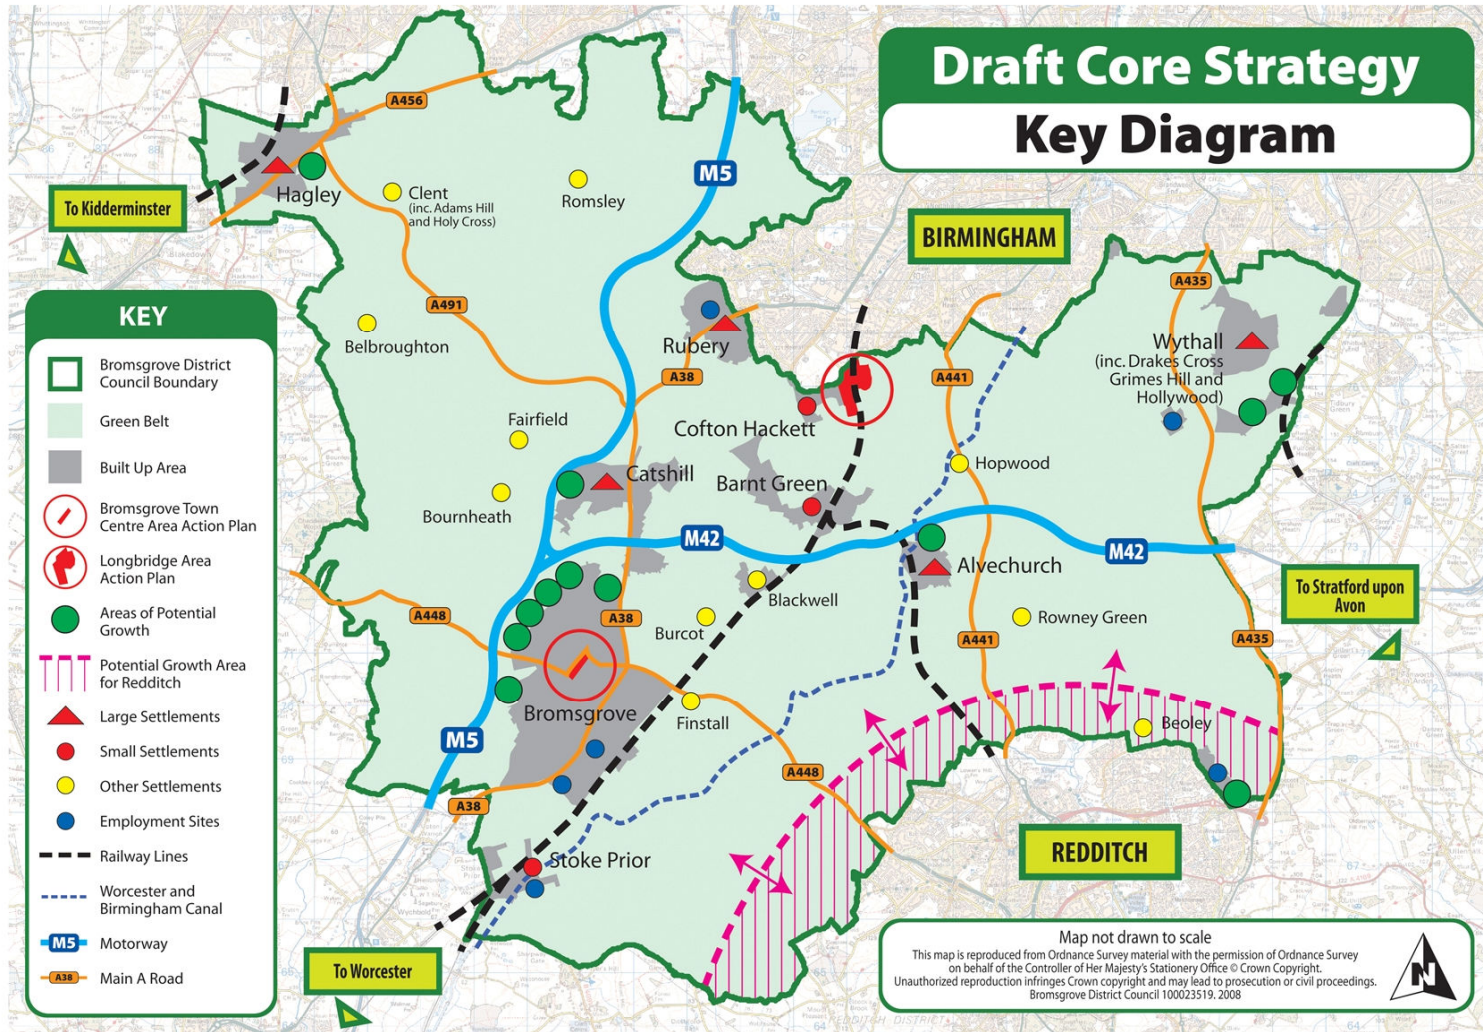 Draft Core Strategy
Key Diagram
A456
M5
Hagley
To Kidderminster
Clent
(inc. Adams Hill
and Holy Cross)
Romsley
BIRMINGHAM
A435
A491
Belbroughton
Rubery
A38
Wythall
(inc. Drakes Cross
Grimes Hill and
Hollywood)
A441
Fairfield
Cofton Hackett
Catshill
Barnt Green
Hopwood
Bournheath
M42
M42
Alvechurch
Blackwell
To Stratford upon
Avon
A448
A38
Burcot
Rowney Green
A441
A435
Bromsgrove
Finstall
Beoley
M5
A448
A38
Stoke Prior
REDDITCH
To Worcester
KEY
Bromsgrove District
Council Boundary
Green Belt
Built Up Area
Bromsgrove Town
Centre Area Action Plan
Longbridge Area
Action Plan
Areas of Potential
Growth
Potential Growth Area
for Redditch
Large Settlements
Small Settlements
Other Settlements
Employment Sites
Railway Lines
Worcester and
Birmingham Canal
M5 Motorway
A38 Main A Road
Map not drawn to scale
This map is reproduced from Ordnance Survey material with the permission of Ordnance Survey
on behalf of the Controller of Her Majesty's Stationery Office © Crown Copyright.
Unauthorized reproduction infringes Crown copyright and may lead to prosecution or civil proceedings.
Bromsgrove District Council 100023519. 2008
N